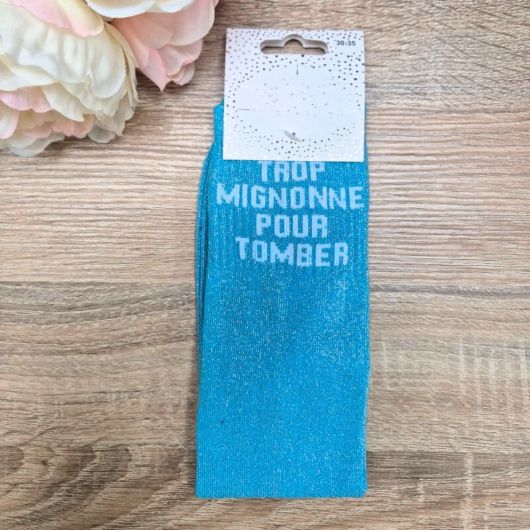 30-35
TROP
MIGNONNE
POUR
TOMBER